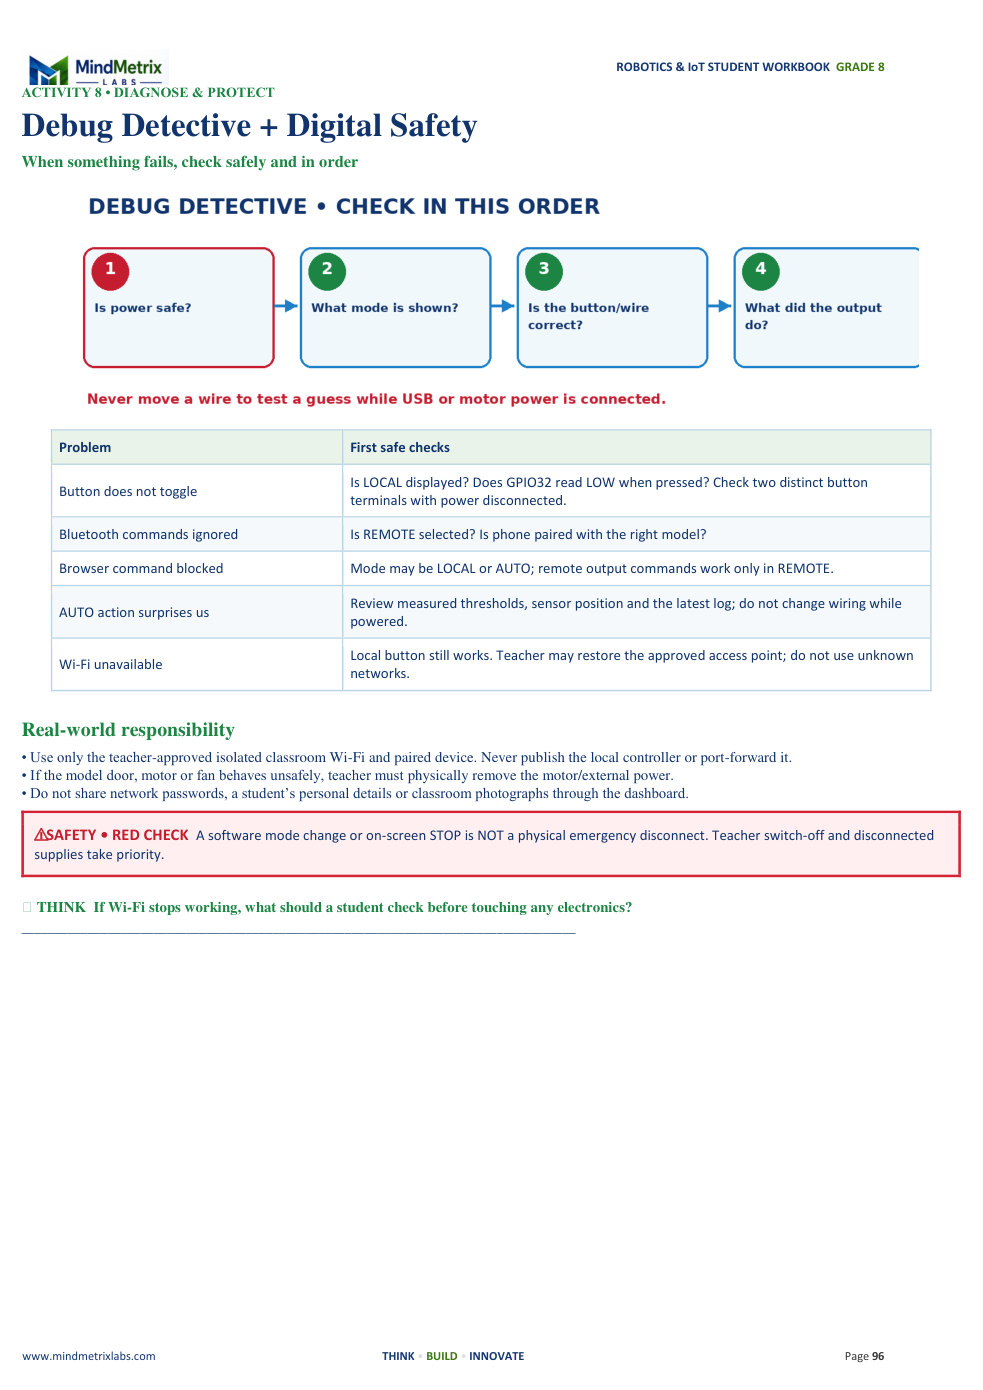 MindMetrix
LABS
ROBOTICS & IoT STUDENT WORKBOOK GRADE 8
ACTIVITY 8 • DIAGNOSE & PROTECT
Debug Detective + Digital Safety
When something fails, check safely and in order
DEBUG DETECTIVE • CHECK IN THIS ORDER
1
Is power safe?
2
What mode is shown?
3
Is the button/wire
correct?
4
What did the output
do?
Never move a wire to test a guess while USB or motor power is connected.
Problem
First safe checks
Button does not toggle
Is LOCAL displayed? Does GPIO32 read LOW when pressed? Check two distinct button
terminals with power disconnected.
Bluetooth commands ignored
Is REMOTE selected? Is phone paired with the right model?
Browser command blocked
Mode may be LOCAL or AUTO; remote output commands work only in REMOTE.
AUTO action surprises us
Review measured thresholds, sensor position and the latest log; do not change wiring while
powered.
Wi-Fi unavailable
Local button still works. Teacher may restore the approved access point; do not use unknown
networks.
Real-world responsibility
• Use only the teacher-approved isolated classroom Wi-Fi and paired device. Never publish the local controller or port-forward it.
• If the model door, motor or fan behaves unsafely, teacher must physically remove the motor/external power.
• Do not share network passwords, a student’s personal details or classroom photographs through the dashboard.
⚠SAFETY • RED CHECK A software mode change or on-screen STOP is NOT a physical emergency disconnect. Teacher switch-off and disconnected
supplies take priority.
THINK If Wi-Fi stops working, what should a student check before touching any electronics?
www.mindmetrixlabs.com
THINK • BUILD • INNOVATE
Page 96